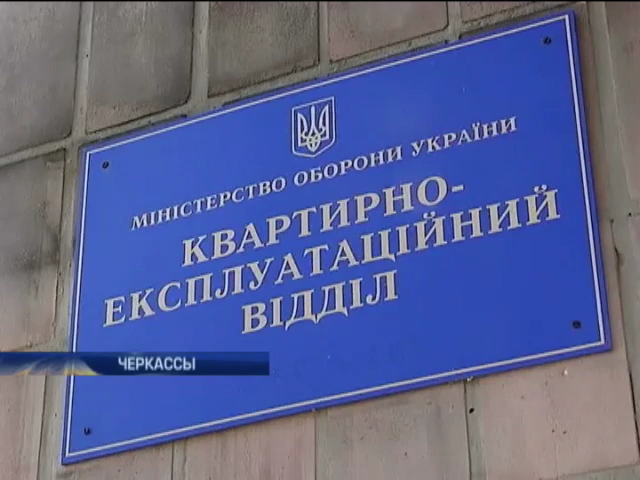 МІНІСТЕРСТВО ОБОРОНИ УКРАЇНИ
КВАРТИРНО-
ЕКСПЛУАТАЦІЙНИЙ
ВІДДІЛ
ЧЕРКАССЫ